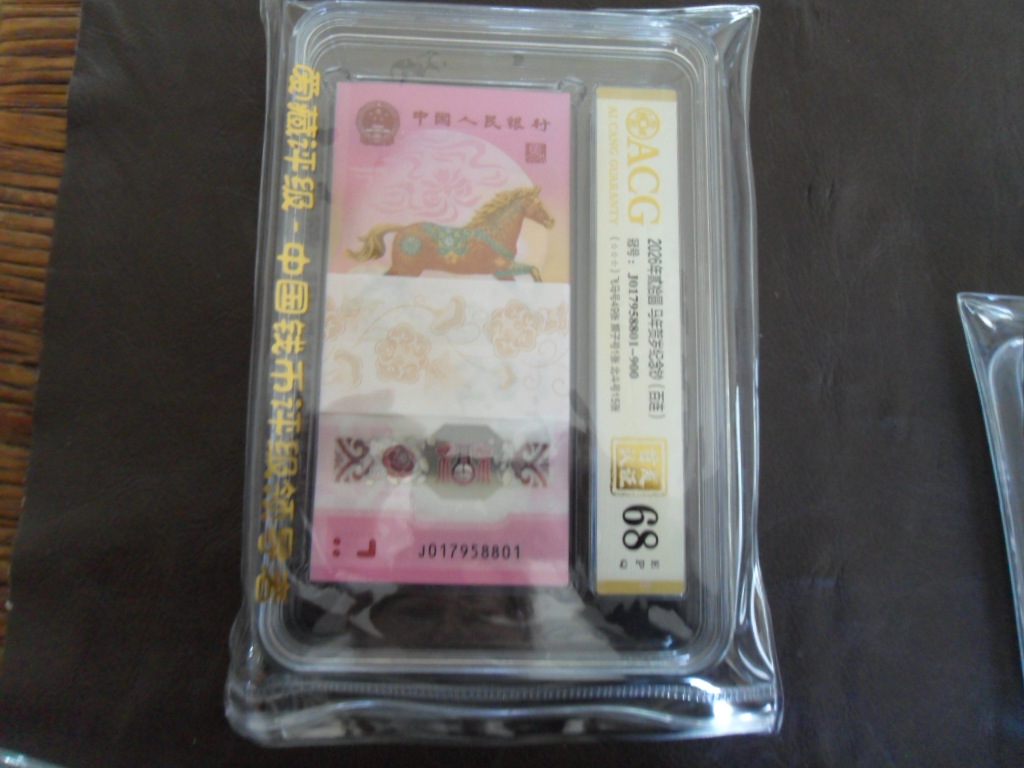 爱藏评级-中国钱币评级领导者
中国人民银行
J017958801
ACG
AI CANG GUARANTY
2026年贰拾圆 马年贺岁纪念钞（百连）
冠号：J017958801-900
68
E P Q